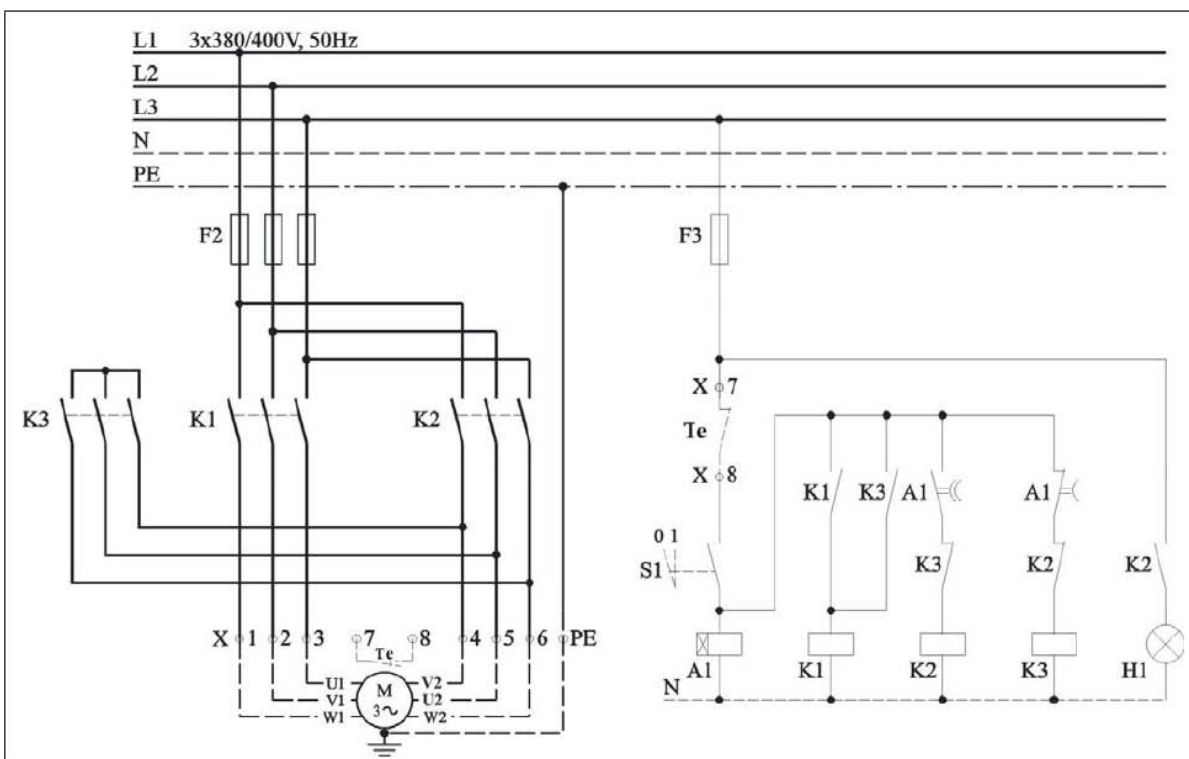 L1 3x380/400V, 50Hz
L2
L3
N
PE
F2
F3
X 7
K3 K1 K2
Te
X 8
K1 K3 A1 A1
0 1
S1
K3 K2 K2
X 1 2 3 7 8 4 5 6 PE
Te
A1 K1 K2 K3 H1
U1 M V2
V1 U2
W1 3~ W2
N